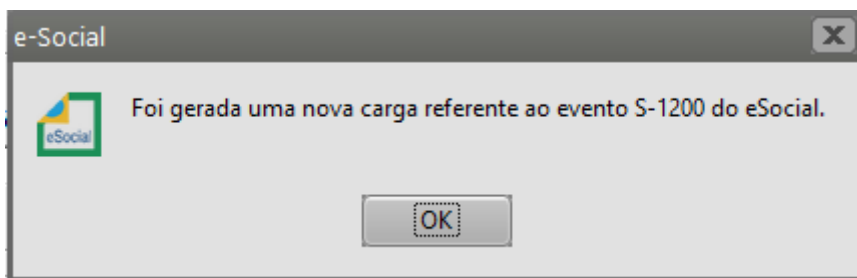 e-Social
Foi gerada uma nova carga referente ao evento S-1200 do eSocial.
eSocial
OK